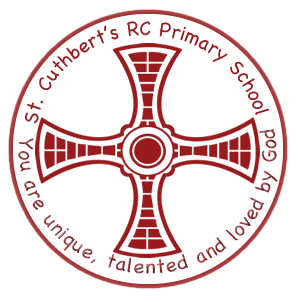 St. Cuthbert's RC Primary School
You are unique, talented and loved by God